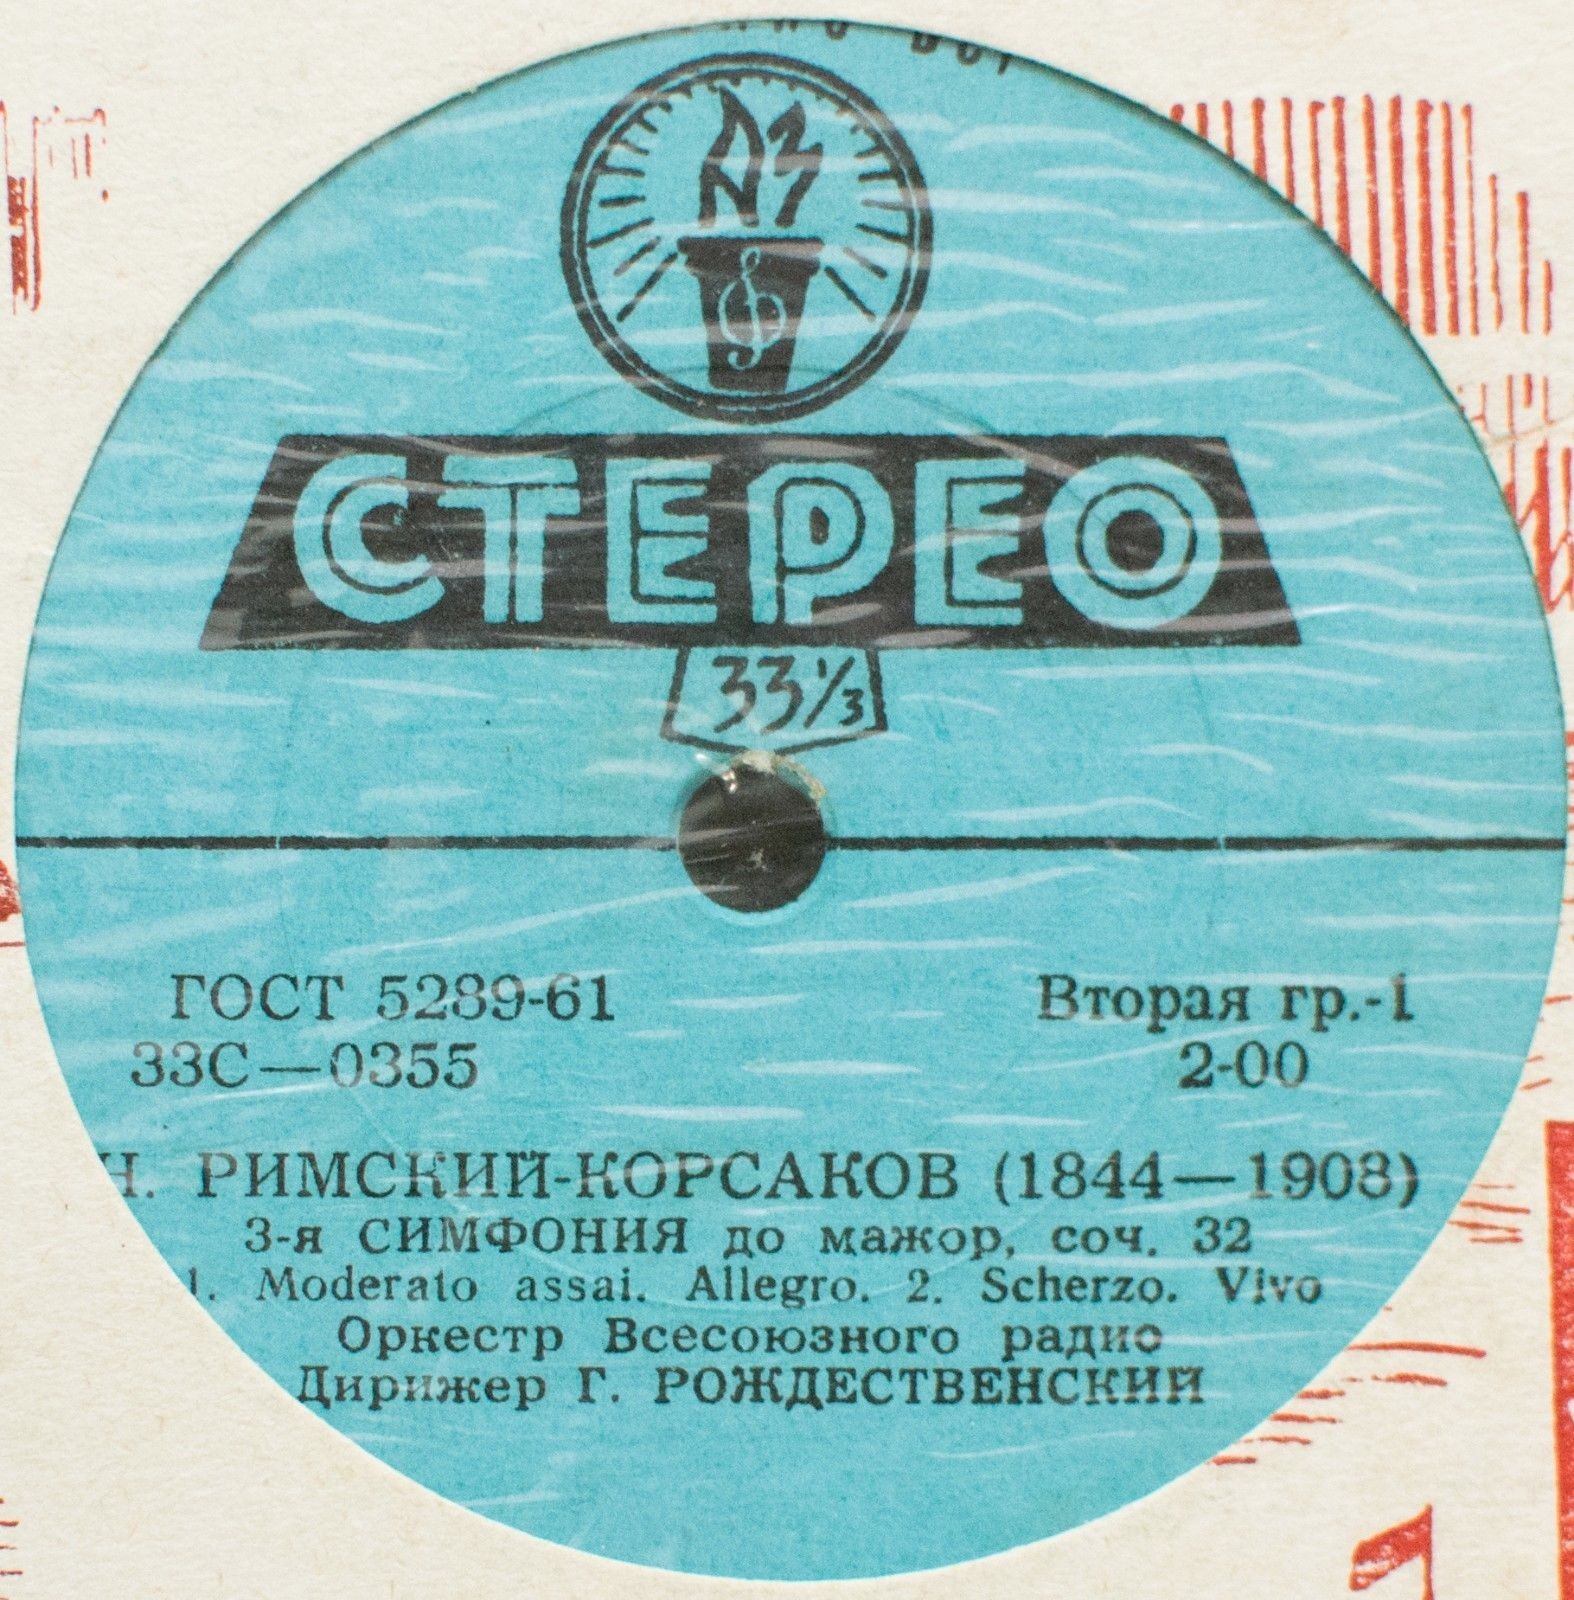 АЗ
СТЕРЕО
33⅓
ГОСТ 5289-61
Вторая гр.-1
33С—0355
2-00
Н. РИМСКИЙ-КОРСАКОВ (1844—1908)
3-я СИМФОНИЯ до мажор, соч. 32
1. Moderato assai. Allegro. 2. Scherzo. Vivo
Оркестр Всесоюзного радио
Дирижер Г. РОЖДЕСТВЕНСКИЙ